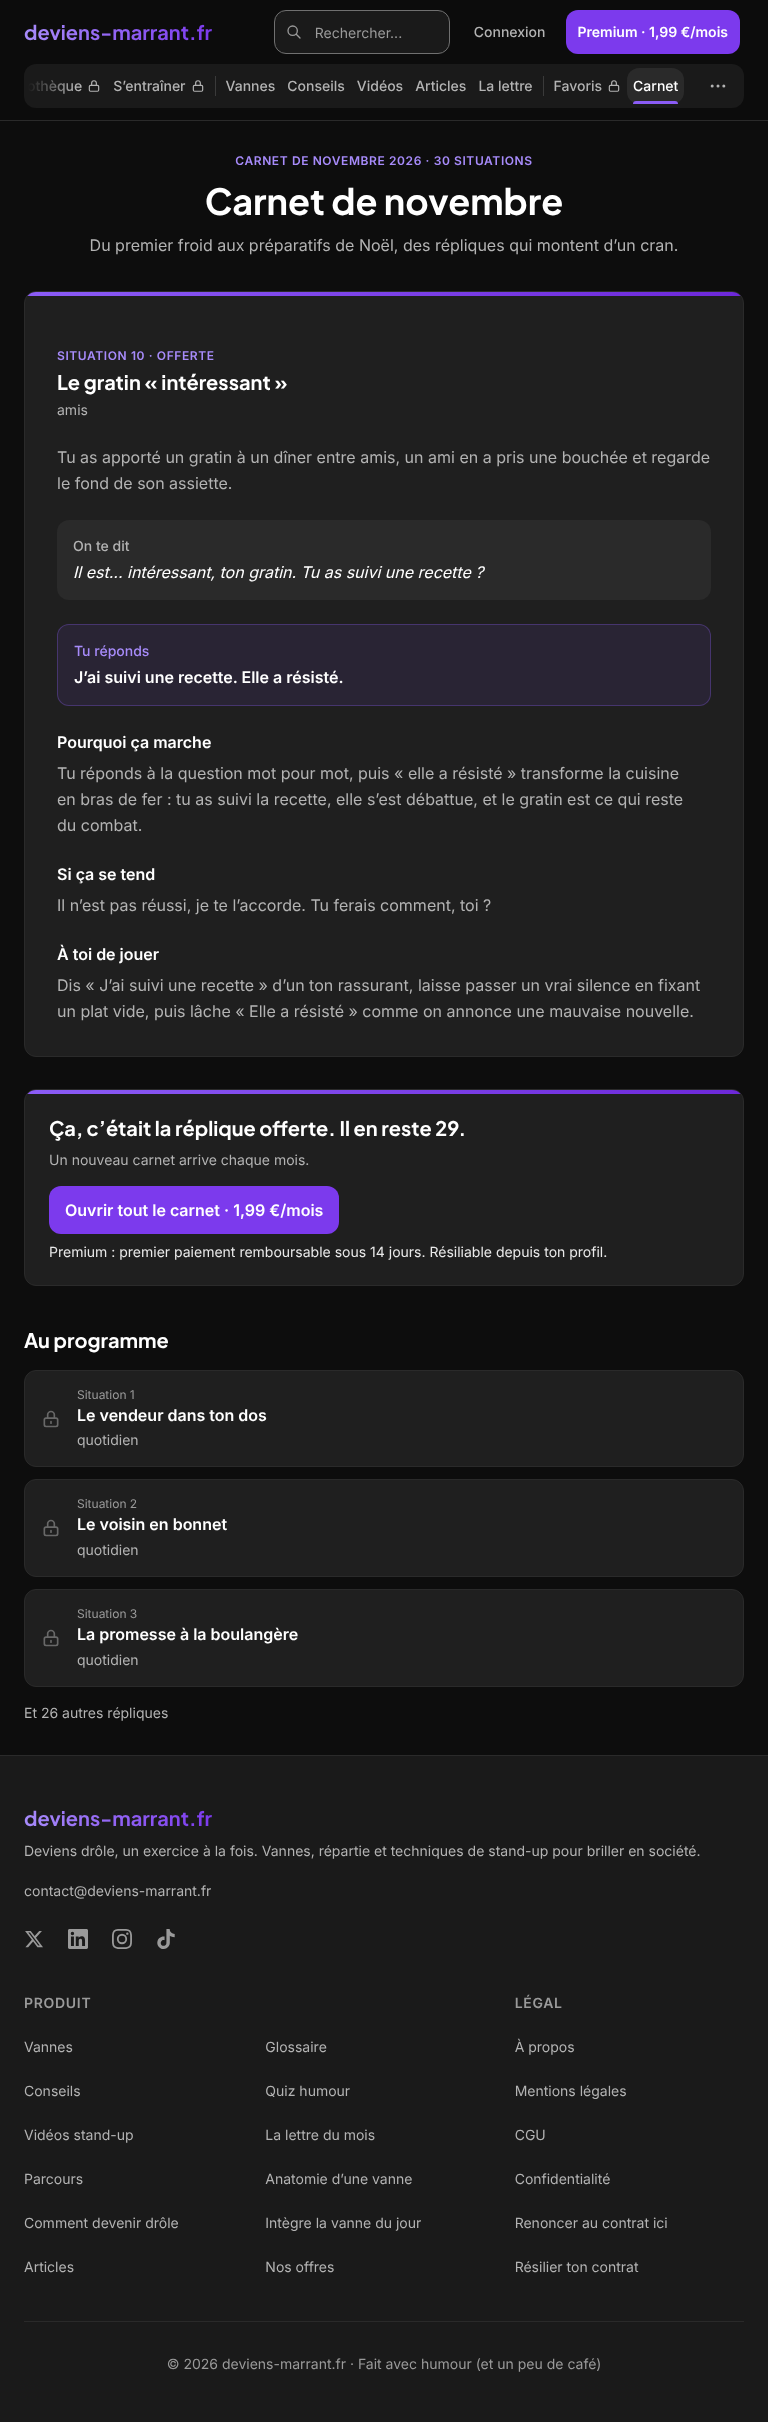 deviens-marrant.fr
Rechercher...
Connexion
Premium · 1,99 €/mois
S’entraîner
Vannes
Conseils
Vidéos
Articles
La lettre
Favoris
Carnet
CARNET DE NOVEMBRE 2026 · 30 SITUATIONS
Carnet de novembre
Du premier froid aux préparatifs de Noël, des répliques qui montent d’un cran.
SITUATION 10 · OFFERTE
Le gratin « intéressant »
amis
Tu as apporté un gratin à un dîner entre amis, un ami en a pris une bouchée et regarde
le fond de son assiette.
On te dit
Il est… intéressant, ton gratin. Tu as suivi une recette ?
Tu réponds
J’ai suivi une recette. Elle a résisté.
Pourquoi ça marche
Tu réponds à la question mot pour mot, puis « elle a résisté » transforme la cuisine
en bras de fer : tu as suivi la recette, elle s’est débattue, et le gratin est ce qui reste
du combat.
Si ça se tend
Il n’est pas réussi, je te l’accorde. Tu ferais comment, toi ?
À toi de jouer
Dis « J’ai suivi une recette » d’un ton rassurant, laisse passer un vrai silence en fixant
un plat vide, puis lâche « Elle a résisté » comme on annonce une mauvaise nouvelle.
Ça, c’était la réplique offerte. Il en reste 29.
Un nouveau carnet arrive chaque mois.
Ouvrir tout le carnet · 1,99 €/mois
Premium : premier paiement remboursable sous 14 jours. Résiliable depuis ton profil.
Au programme
Situation 1
Le vendeur dans ton dos
quotidien
Situation 2
Le voisin en bonnet
quotidien
Situation 3
La promesse à la boulangère
quotidien
Et 26 autres répliques
deviens-marrant.fr
Deviens drôle, un exercice à la fois. Vannes, répartie et techniques de stand-up pour briller en société.
contact@deviens-marrant.fr
PRODUIT
Vannes
Conseils
Vidéos stand-up
Parcours
Comment devenir drôle
Articles
Glossaire
Quiz humour
La lettre du mois
Anatomie d’une vanne
Intègre la vanne du jour
Nos offres
LÉGAL
À propos
Mentions légales
CGU
Confidentialité
Renoncer au contrat ici
Résilier ton contrat
© 2026 deviens-marrant.fr · Fait avec humour (et un peu de café)